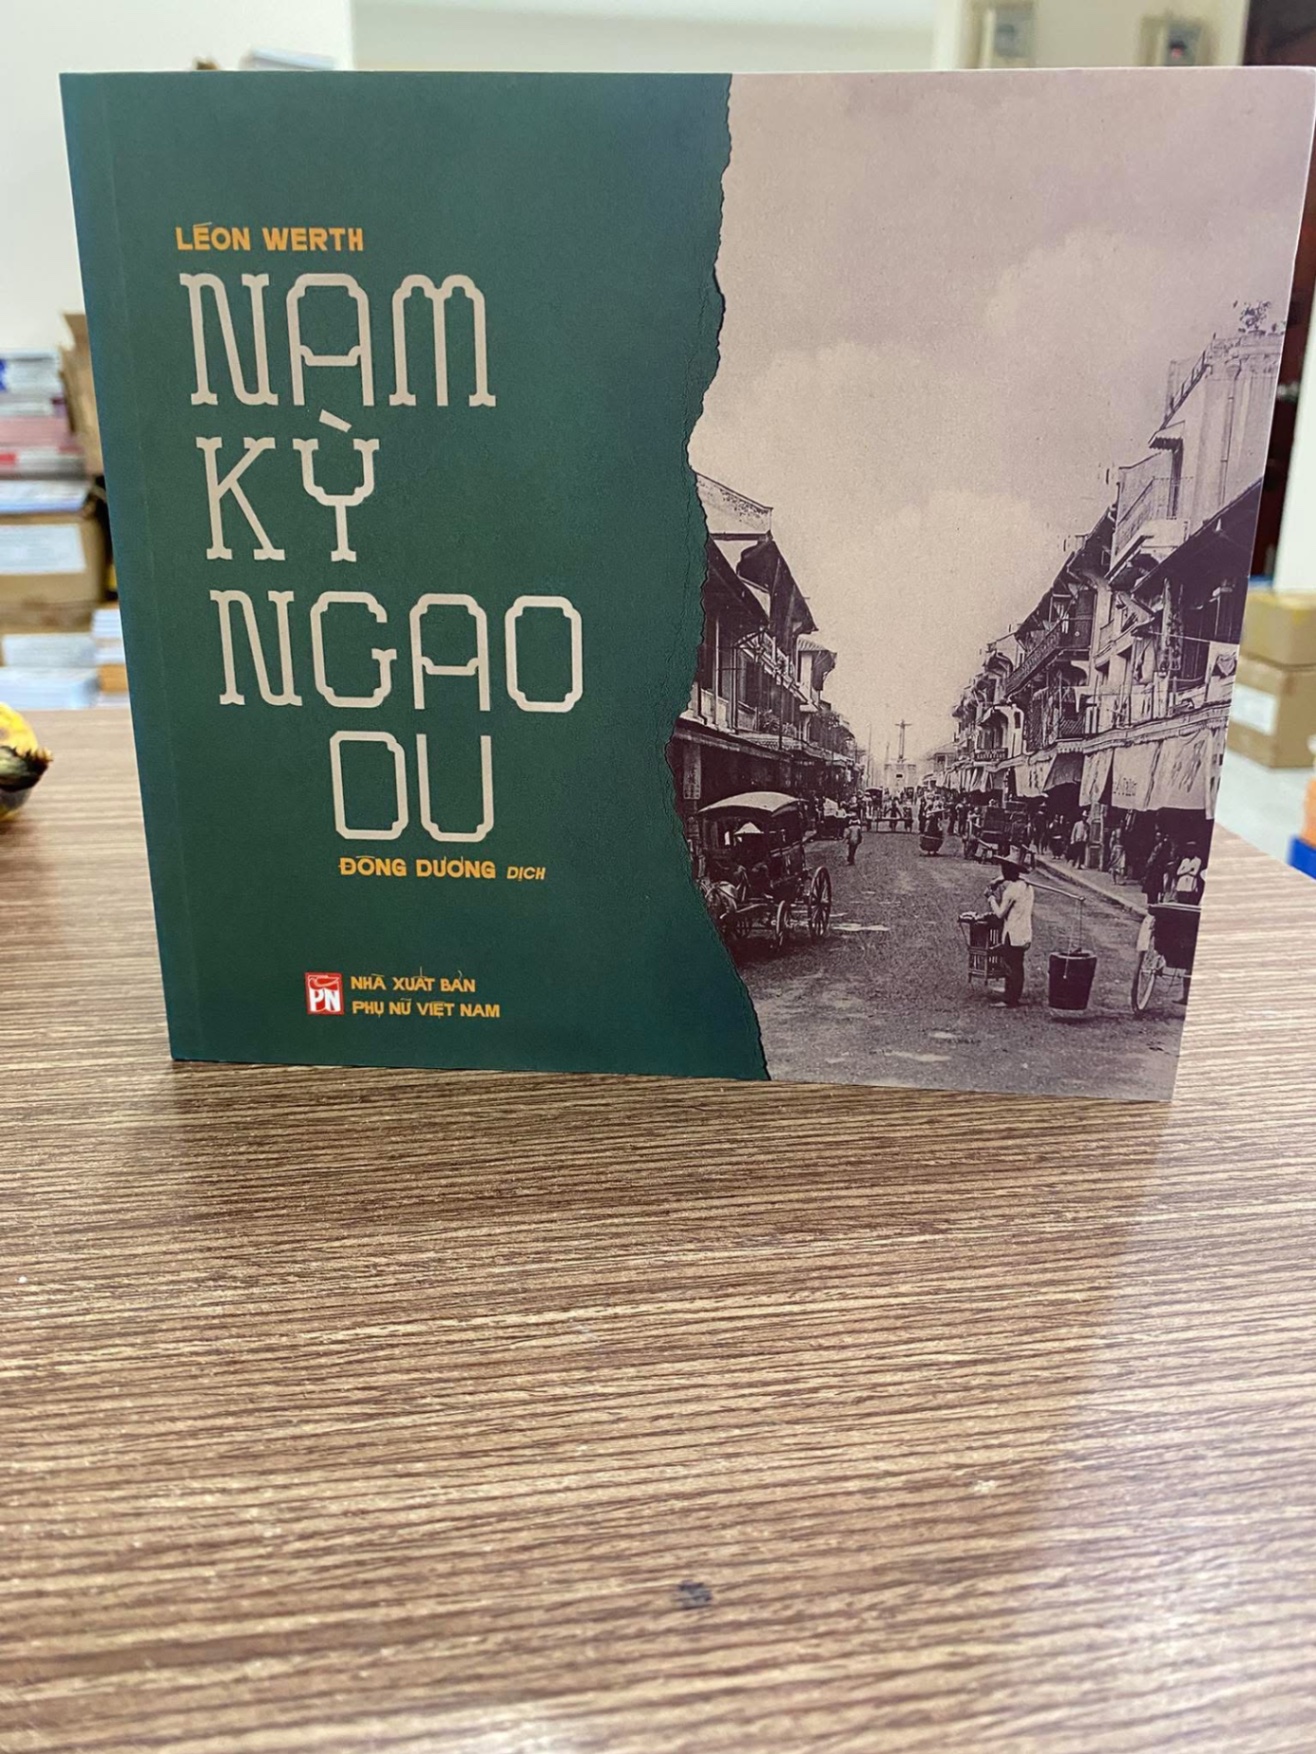 LÉON WERTH
NAM
KỲ
NGAO
DU
ĐÔNG DƯƠNG DỊCH
PN
NHÀ XUẤT BẢN
PHỤ NỮ VIỆT NAM